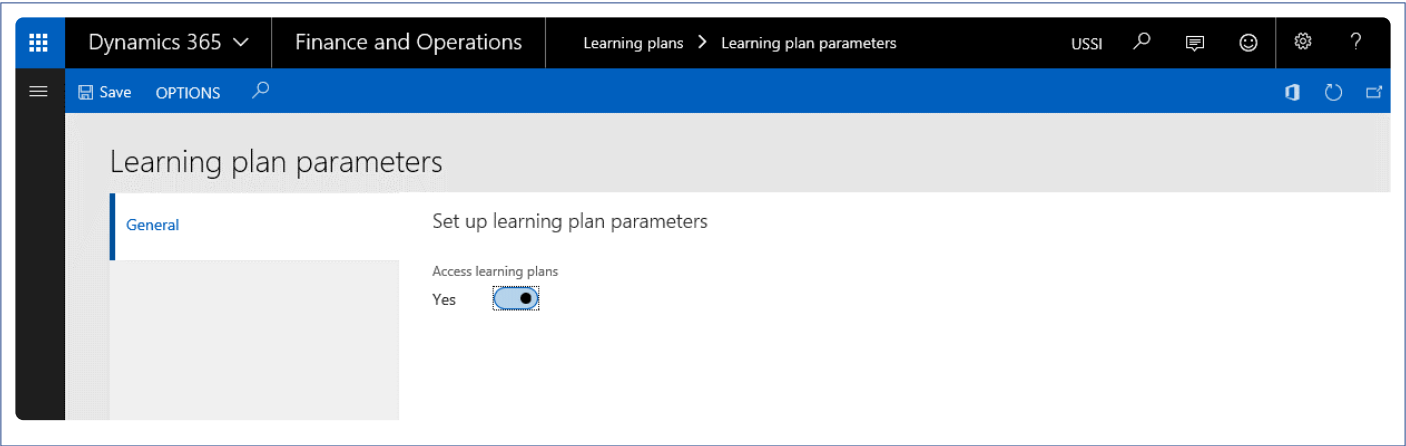 Dynamics 365 Finance and Operations Learning plans > Learning plan parameters USSI ?
Save OPTIONS
Learning plan parameters
General
Set up learning plan parameters
Access learning plans
Yes